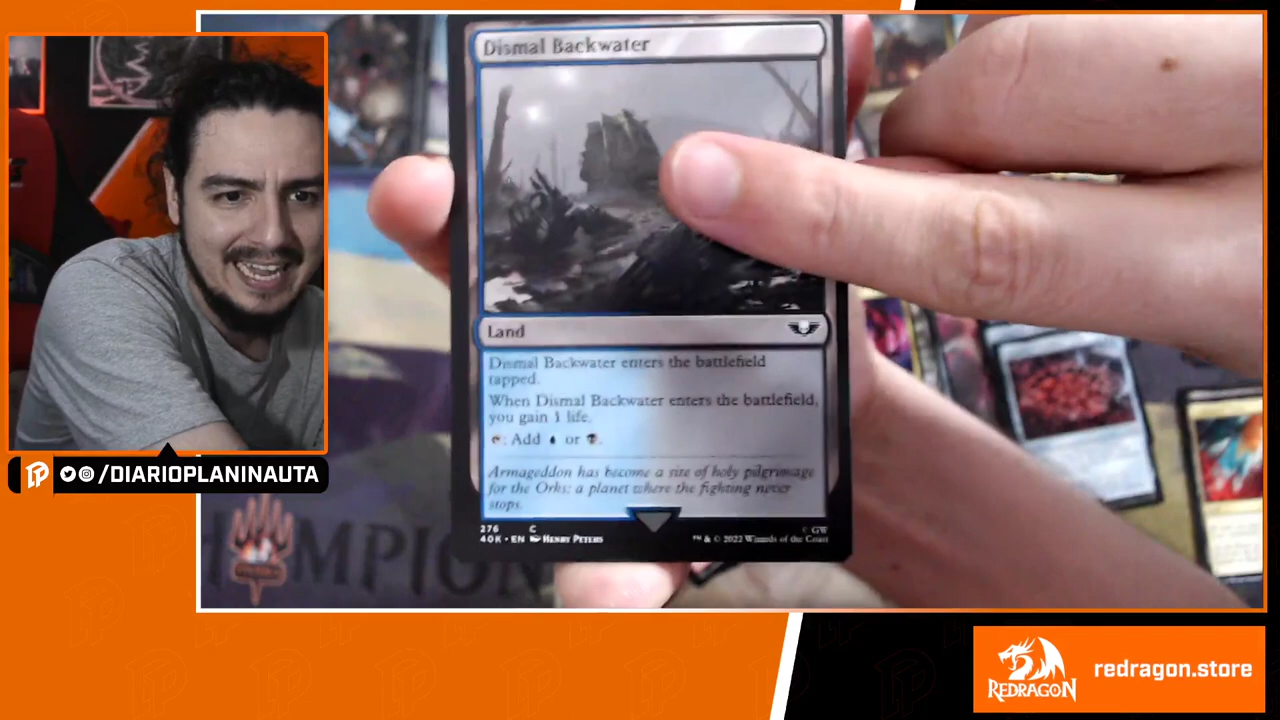 Dismal Backwater
Land
Dismal Backwater enters the battlefield
tapped.
When Dismal Backwater enters the battlefield,
you gain 1 life.
: Add or .
Armageddon has become a site of holy pilgrimage
for the Orks: a planet where the fighting never
stops.
276 C
40K • EN Henry Peters
© GW
™ & © 2022 Wizards of the Coast
/DIARIOPLANINAUTA
HAMPION
REDRAGON
redragon.store